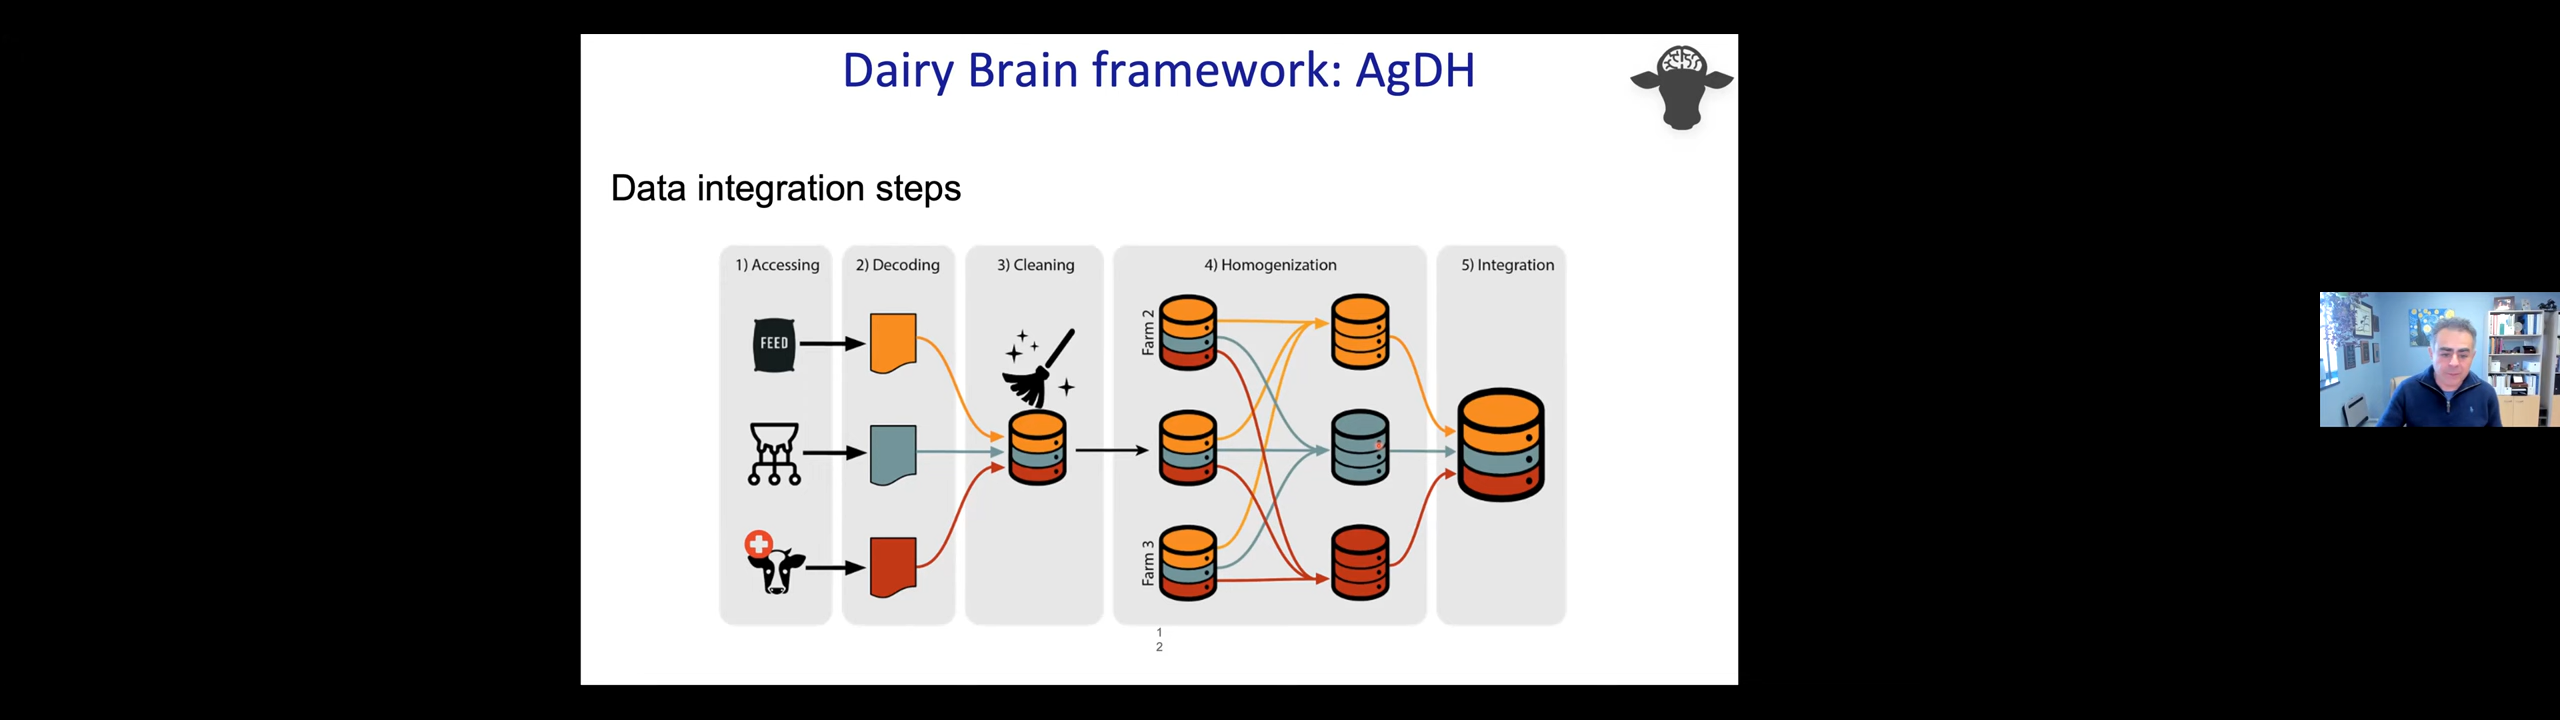 Dairy Brain framework: AgDH
Data integration steps
1) Accessing
2) Decoding
3) Cleaning
4) Homogenization
5) Integration
FEED
Farm 2
Farm 3
1
2